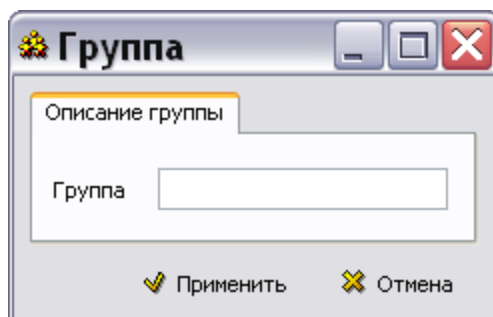 Группа
Описание группы
Группа
Применить Отмена